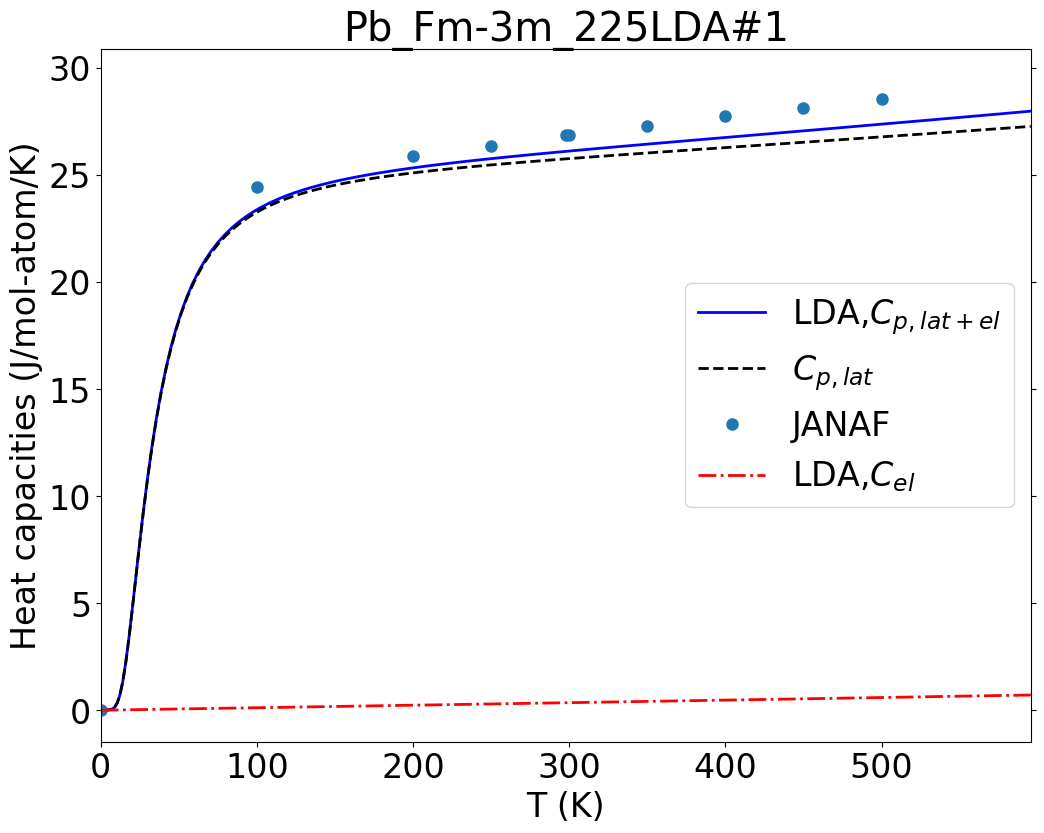 Pb_Fm-3m_225LDA#1
Heat capacities (J/mol-atom/K)
30
25
20
15
10
5
0
LDA,C_{p,lat+el}
C_{p,lat}
JANAF
LDA,C_{el}
0 100 200 300 400 500
T (K)